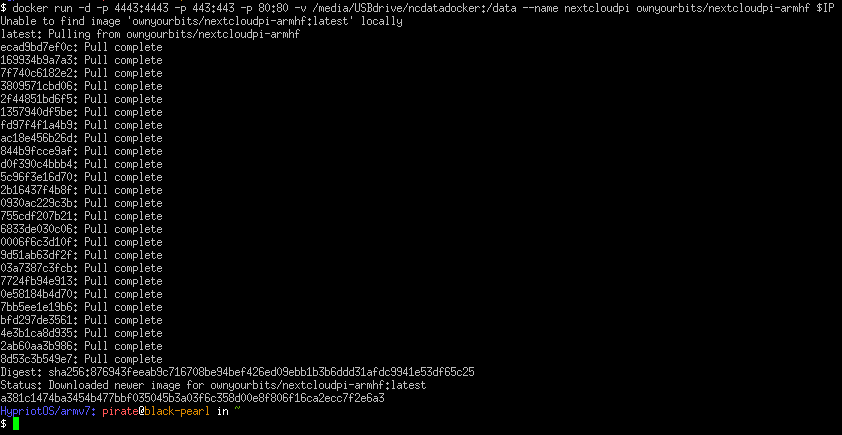 $ docker run -d -p 4443:4443 -p 443:443 -p 80:80 -v /media/USBdrive/ncdatadocker:/data --name nextcloudpi ownyourbits/nextcloudpi-armhf $IP
Unable to find image 'ownyourbits/nextcloudpi-armhf:latest' locally
latest: Pulling from ownyourbits/nextcloudpi-armhf
ecad9bd7ef0c: Pull complete
169934b9a7a3: Pull complete
7f740c6182e2: Pull complete
3809571cbd06: Pull complete
2f44851bd6f5: Pull complete
1357940df5be: Pull complete
fd97f4f1a4b9: Pull complete
ac18e456b26d: Pull complete
844b9fcce9af: Pull complete
d0f390c4bbb4: Pull complete
5c96f3e16d70: Pull complete
2b16437f4b8f: Pull complete
0930ac229c3b: Pull complete
755cdf207b21: Pull complete
6833de030c06: Pull complete
0006f6c3d10f: Pull complete
9d51ab63df2f: Pull complete
03a7387c3fcb: Pull complete
7724fb94e913: Pull complete
0e58184b4d70: Pull complete
7bb5ee1e19b6: Pull complete
bfd297de3561: Pull complete
4e3b1ca8d935: Pull complete
2ab60aa3b986: Pull complete
8d53c3b549e7: Pull complete
Digest: sha256:876943feeab9c716708be94bef426ed09ebb1b3b6ddd31afdc9941e53df65c25
Status: Downloaded newer image for ownyourbits/nextcloudpi-armhf:latest
a381c1474ba3454b477bbf035045b3a03f6c358d00e8f806f16ca2ecc7f2e6a3
HypriotOS/armv7: pirate@black-pearl in ~
$